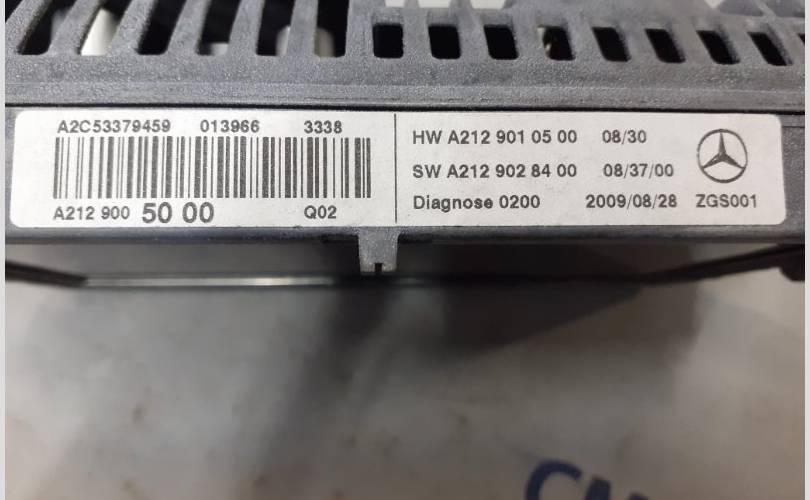 A2C53379459 013966 3338
A212 900 50 00 Q02
HW A212 901 05 00 08/30
SW A212 902 84 00 08/37/00
Diagnose 0200 2009/08/28 ZGS001